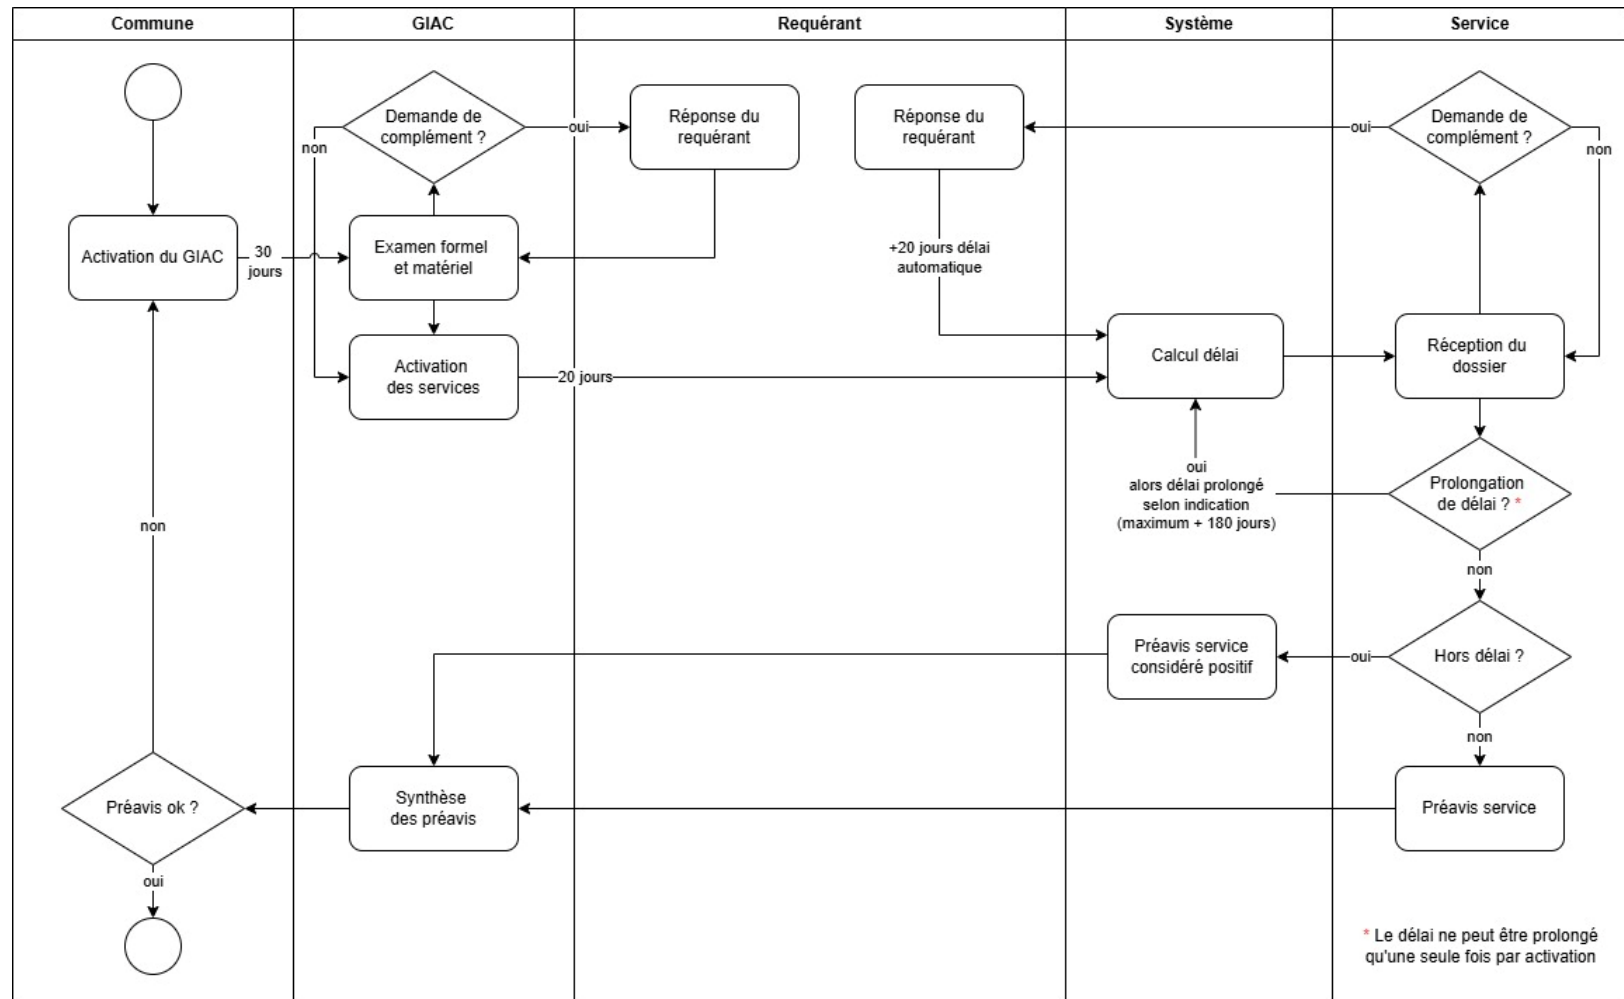 Commune
GIAC
Requérant
Système
Service
Demande de
complément ?
oui
non
Réponse du
requérant
Réponse du
requérant
oui
Demande de
complément ?
non
Activation du GIAC
30
jours
Examen formel
et matériel
+20 jours délai
automatique
Activation
des services
20 jours
Calcul délai
Réception du
dossier
oui
alors délai prolongé
selon indication
(maximum + 180 jours)
Prolongation
de délai ? *
non
non
Préavis service
considéré positif
oui
Hors délai ?
non
Préavis ok ?
Synthèse
des préavis
Préavis service
oui
* Le délai ne peut être prolongé
qu'une seule fois par activation